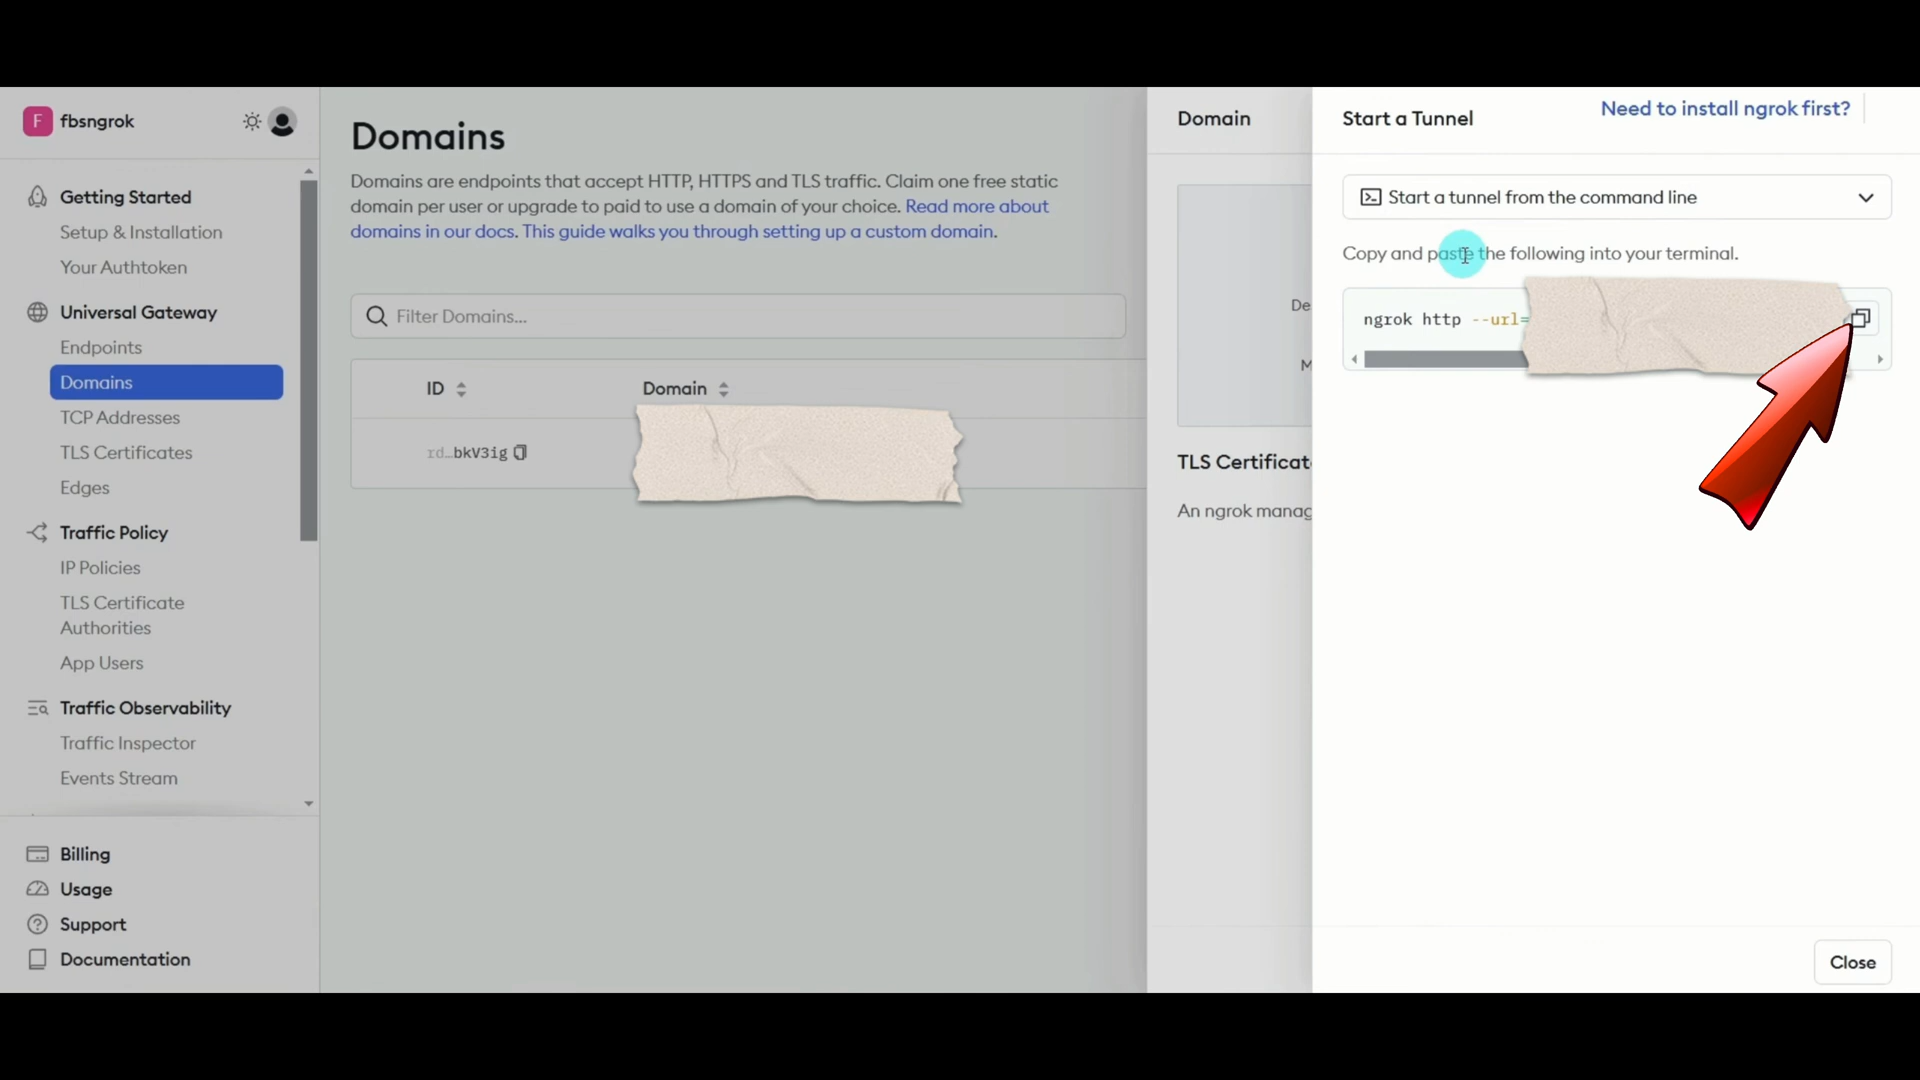 F fbsngrok
Getting Started
Setup & Installation
Your Authtoken
Universal Gateway
Endpoints
Domains
TCP Addresses
TLS Certificates
Edges
Traffic Policy
IP Policies
TLS Certificate
Authorities
App Users
Traffic Observability
Traffic Inspector
Events Stream
Billing
Usage
Support
Documentation
Domains
Domains are endpoints that accept HTTP, HTTPS and TLS traffic. Claim one free static
domain per user or upgrade to paid to use a domain of your choice. Read more about
domains in our docs. This guide walks you through setting up a custom domain.
Filter Domains...
ID Domain
rd…bkV3ig
Domain
De
M
TLS Certificat
An ngrok manag
Start a Tunnel
Need to install ngrok first?
Start a tunnel from the command line
Copy and paste the following into your terminal.
ngrok http --url=
Close